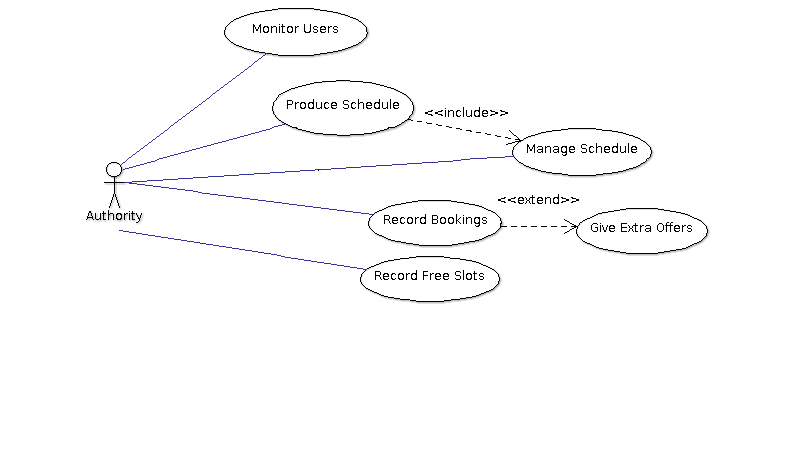 Monitor Users
Produce Schedule
<<include>>
Manage Schedule
<<extend>>
Authority
Record Bookings
Give Extra Offers
Record Free Slots